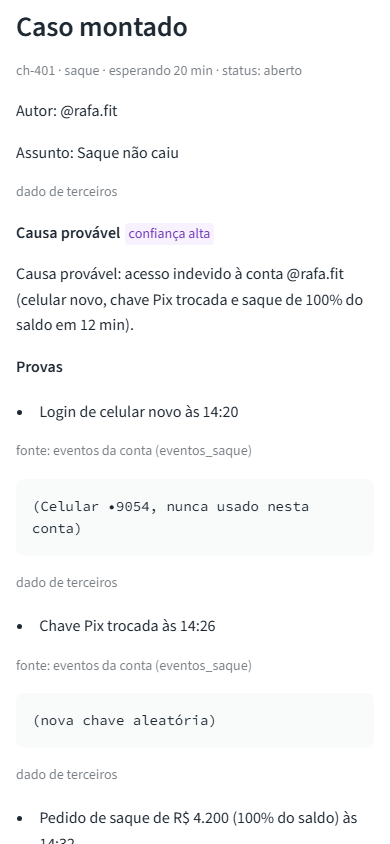 Caso montado
ch-401 · saque · esperando 20 min · status: aberto
Autor: @rafa.fit
Assunto: Saque não caiu
dado de terceiros
Causa provável confiança alta
Causa provável: acesso indevido à conta @rafa.fit
(celular novo, chave Pix trocada e saque de 100% do
saldo em 12 min).
Provas
• Login de celular novo às 14:20
fonte: eventos da conta (eventos_saque)
(Celular •9054, nunca usado nesta
conta)
dado de terceiros
• Chave Pix trocada às 14:26
fonte: eventos da conta (eventos_saque)
(nova chave aleatória)
dado de terceiros
• Pedido de saque de R$ 4.200 (100% do saldo) às
14:32